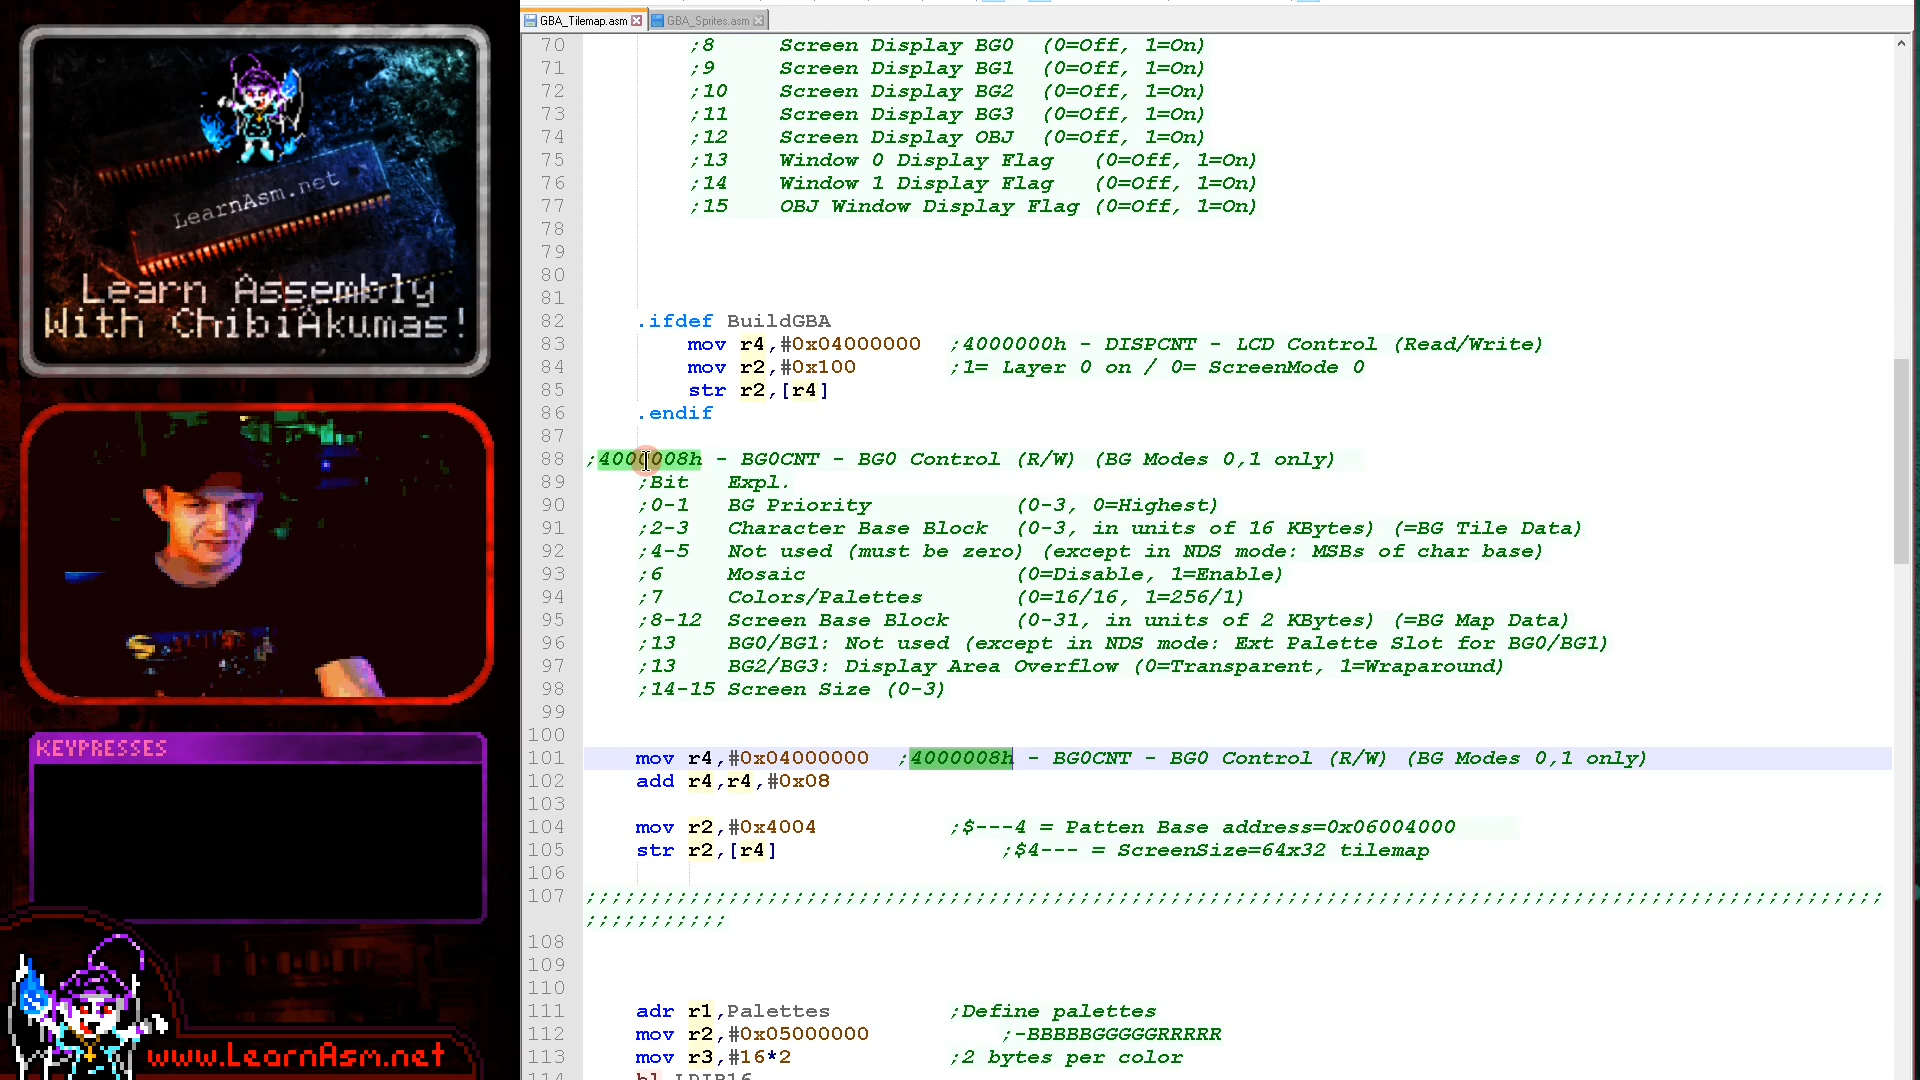 GBA_Tilemap.asm GBA_Sprites.asm
LearnAsm.net
Learn Assembly
With ChibiAkumas!
KEYPRESSES
www.LearnAsm.net
70 ;8 Screen Display BG0 (0=Off, 1=On)
71 ;9 Screen Display BG1 (0=Off, 1=On)
72 ;10 Screen Display BG2 (0=Off, 1=On)
73 ;11 Screen Display BG3 (0=Off, 1=On)
74 ;12 Screen Display OBJ (0=Off, 1=On)
75 ;13 Window 0 Display Flag (0=Off, 1=On)
76 ;14 Window 1 Display Flag (0=Off, 1=On)
77 ;15 OBJ Window Display Flag (0=Off, 1=On)
78
79
80
81
82 .ifdef BuildGBA
83 mov r4,#0x04000000 ;4000000h - DISPCNT - LCD Control (Read/Write)
84 mov r2,#0x100 ;1= Layer 0 on / 0= ScreenMode 0
85 str r2,[r4]
86 .endif
87
88 ;4000008h - BG0CNT - BG0 Control (R/W) (BG Modes 0,1 only)
89 ;Bit Expl.
90 ;0-1 BG Priority (0-3, 0=Highest)
91 ;2-3 Character Base Block (0-3, in units of 16 KBytes) (=BG Tile Data)
92 ;4-5 Not used (must be zero) (except in NDS mode: MSBs of char base)
93 ;6 Mosaic (0=Disable, 1=Enable)
94 ;7 Colors/Palettes (0=16/16, 1=256/1)
95 ;8-12 Screen Base Block (0-31, in units of 2 KBytes) (=BG Map Data)
96 ;13 BG0/BG1: Not used (except in NDS mode: Ext Palette Slot for BG0/BG1)
97 ;13 BG2/BG3: Display Area Overflow (0=Transparent, 1=Wraparound)
98 ;14-15 Screen Size (0-3)
99
100
101 mov r4,#0x04000000 ;4000008h - BG0CNT - BG0 Control (R/W) (BG Modes 0,1 only)
102 add r4,r4,#0x08
103
104 mov r2,#0x4004 ;$---4 = Patten Base address=0x06004000
105 str r2,[r4] ;$4--- = ScreenSize=64x32 tilemap
106
107 ;;;;;;;;;;;;;;;;;;;;;;;;;;;;;;;;;;;;;;;;;;;;;;;;;;;;;;;;;;;;;;;;;;;;;;;;;;;;;;;;;;;;;;;;;;;;;;;;;;;;
;;;;;;;;;;;
108
109
110
111 adr r1,Palettes ;Define palettes
112 mov r2,#0x05000000 ;-BBBBBGGGGGRRRRR
113 mov r3,#16*2 ;2 bytes per color
114 bl LDIR16